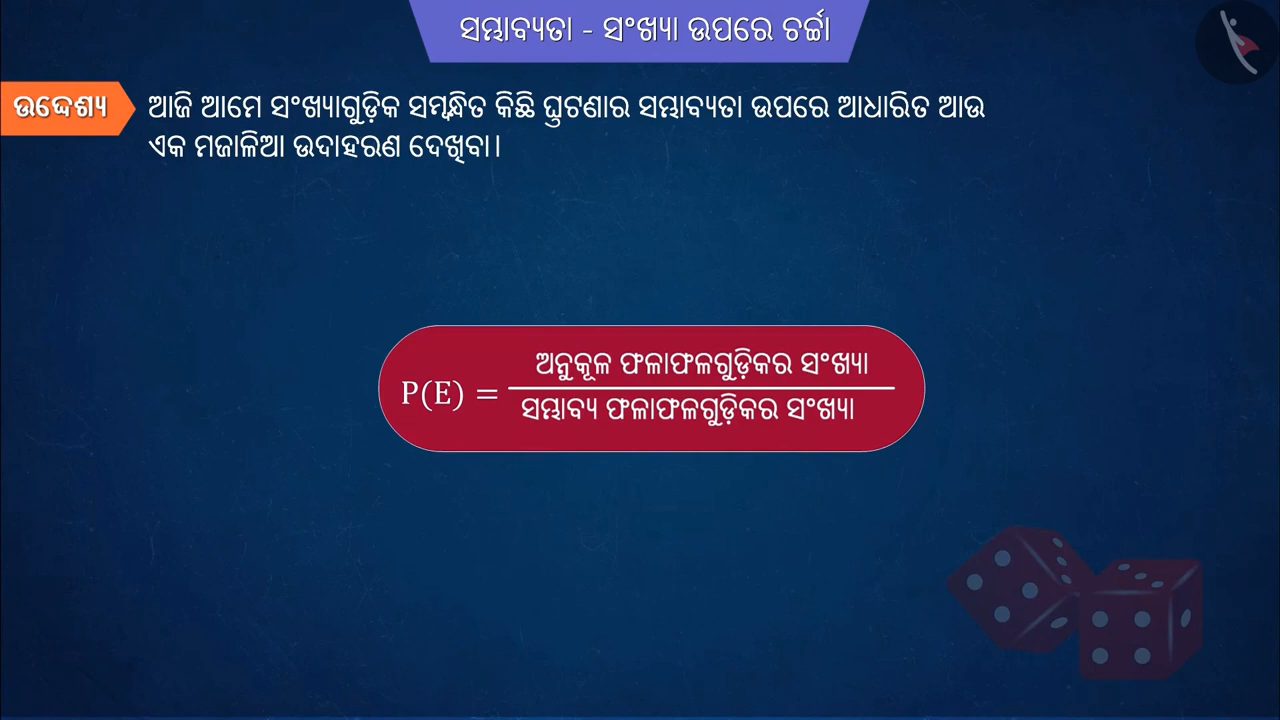 ସମ୍ଭାବ୍ୟତା - ସଂଖ୍ୟା ଉପରେ ଚର୍ଚ୍ଚା
ଉଦ୍ଦେଶ୍ୟ
ଆଜି ଆମେ ସଂଖ୍ୟାଗୁଡ଼ିକ ସମ୍ବନ୍ଧିତ କିଛି ଘଟଣାର ସମ୍ଭାବ୍ୟତା ଉପରେ ଆଧାରିତ ଆଉ
ଏକ ମଜାଳିଆ ଉଦାହରଣ ଦେଖିବା।
ଅନୁକୂଳ ଫଳାଫଳଗୁଡ଼ିକର ସଂଖ୍ୟା
P(E) =
ସମ୍ଭାବ୍ୟ ଫଳାଫଳଗୁଡ଼ିକର ସଂଖ୍ୟା